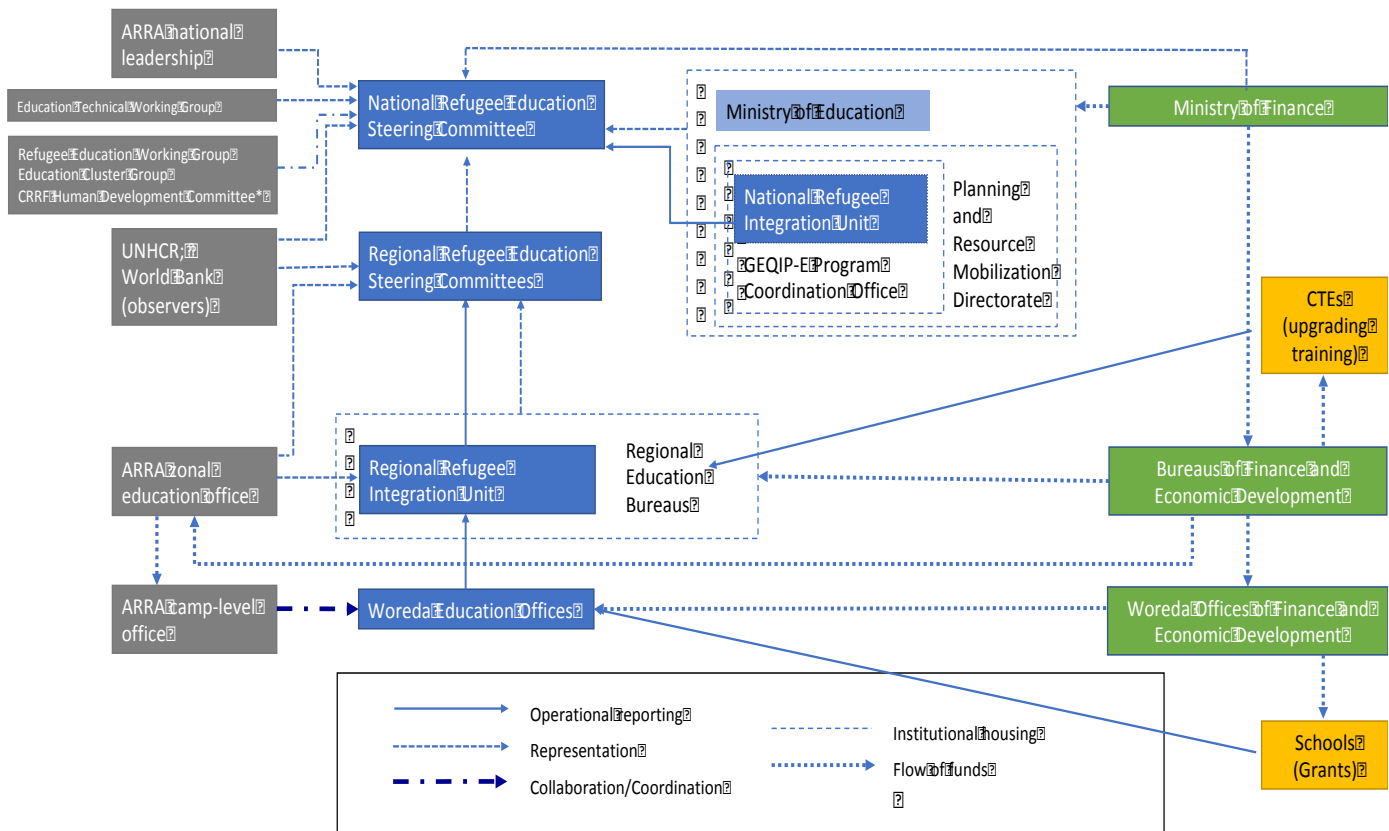 ARRA national
leadership
Education Technical Working Group
Refugee Education Working Group
Education Cluster Group
CRRF Human Development Committee*
UNHCR;
World Bank
(observers)
ARRA zonal
education office
ARRA camp-level
office
National Refugee Education
Steering Committee
Regional Refugee Education
Steering Committees
Regional Refugee
Integration Unit
Regional
Education
Bureaus
Woreda Education Offices
Ministry of Education
National Refugee
Integration Unit
GEQIP-E Program
Coordination Office
Planning
and
Resource
Mobilization
Directorate
Ministry of Finance
CTEs
(upgrading
training)
Bureaus of Finance and
Economic Development
Woreda Offices of Finance and
Economic Development
Schools
(Grants)
Operational reporting
Representation
Collaboration/Coordination
Institutional housing
Flow of funds